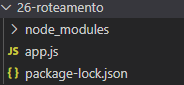 26-roteamento
node_modules
JS app.js
{} package-lock.json